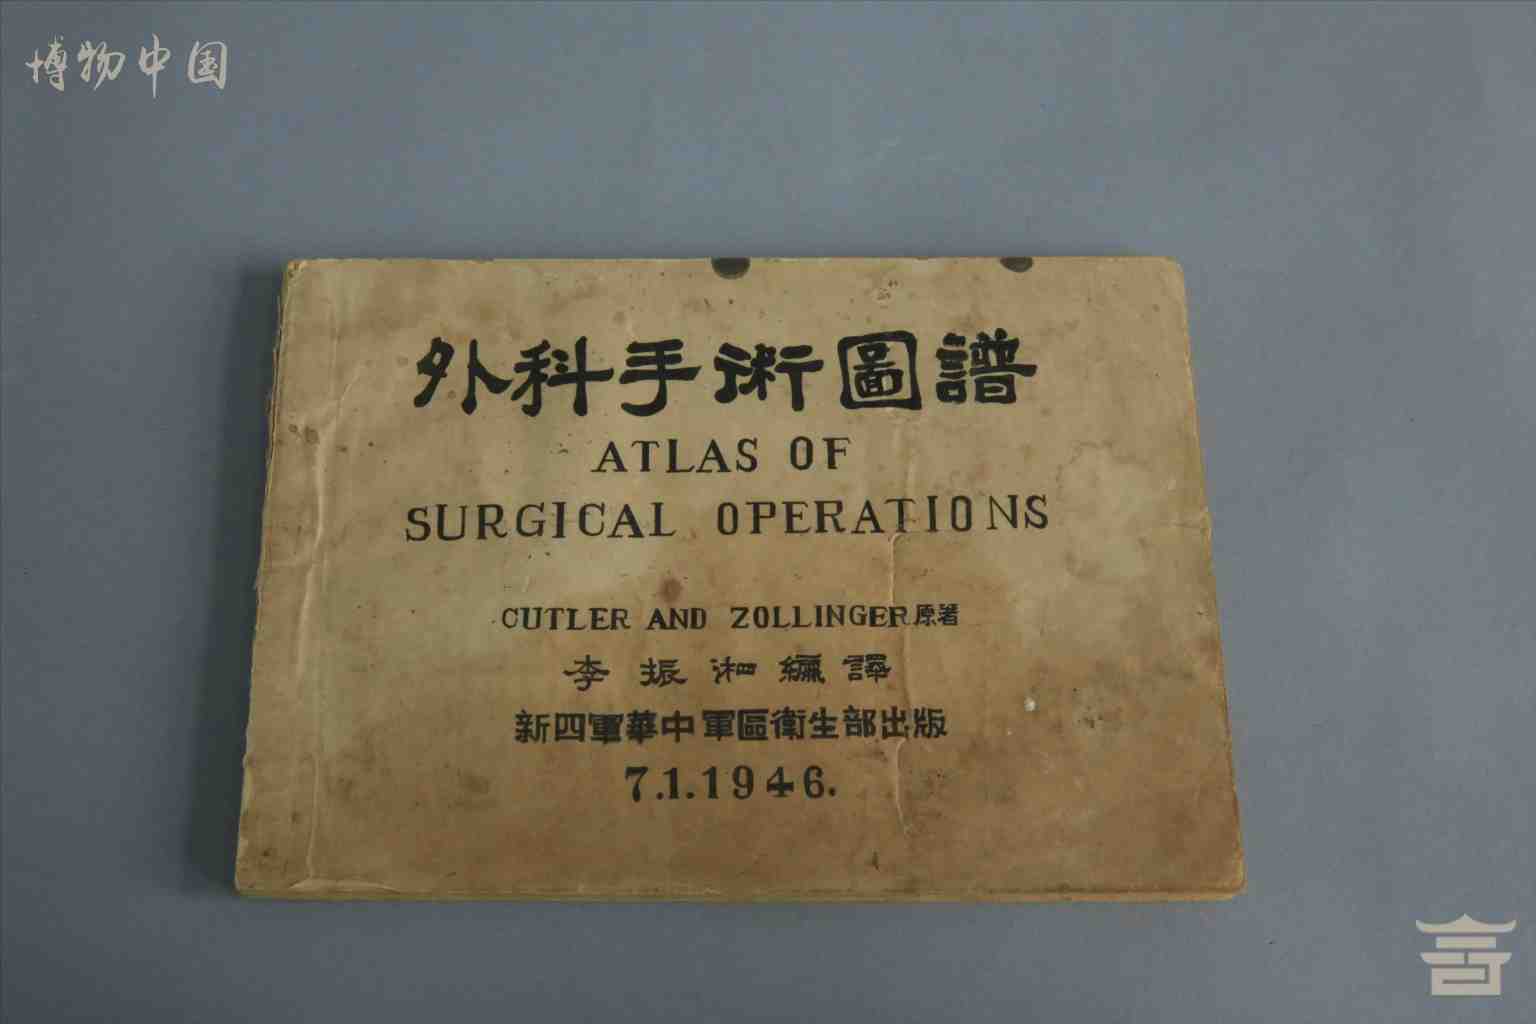 博物中国
外科手術圖譜
ATLAS OF
SURGICAL OPERATIONS
CUTLER AND ZOLLINGER原著
李振湘編譯
新四軍華中軍區衛生部出版
7.1.1946.